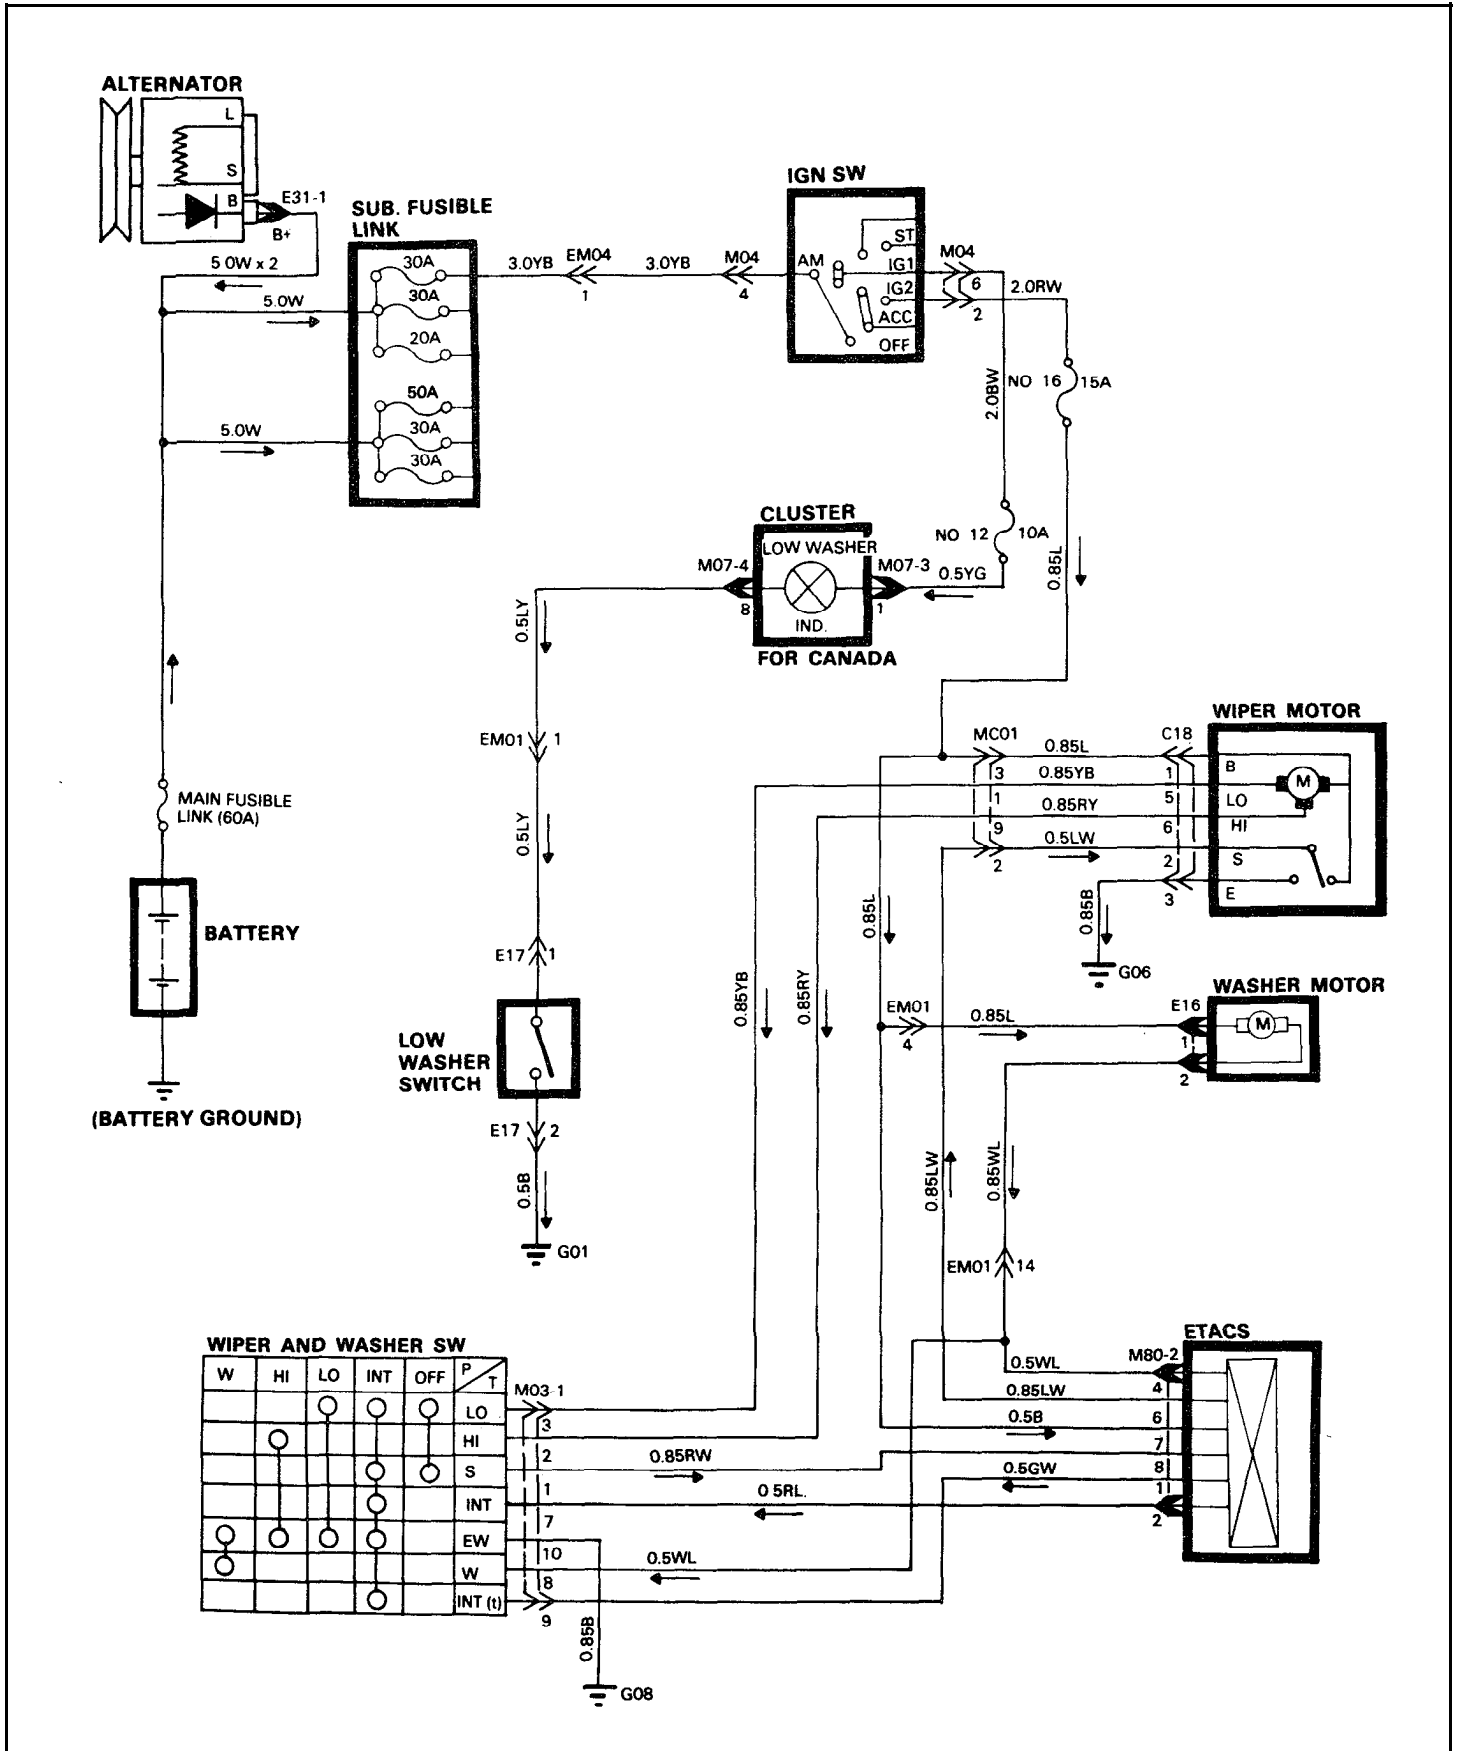 ALTERNATOR
L
S
B
E31-1
B+
5.0W x 2
5.0W
5.0W
SUB. FUSIBLE
LINK
30A
30A
20A
50A
30A
30A
3.0YB
EM04
1
3.0YB
M04
4
IGN SW
AM
ST
IG1
IG2
ACC
OFF
M04
6
2
2.0RW
2.0BW
NO 16
15A
NO 12
10A
0.85L
CLUSTER
LOW WASHER
IND.
M07-4
8
M07-3
1
0.5YG
FOR CANADA
0.5LY
EM01
1
0.5LY
E17
1
LOW
WASHER
SWITCH
E17
2
0.5B
G01
MAIN FUSIBLE
LINK (60A)
BATTERY
(BATTERY GROUND)
WIPER MOTOR
MC01
0.85L
C18
3
1
B
M
0.85YB
1
5
LO
0.85RY
9
6
HI
0.5LW
2
2
S
3
E
0.85B
G06
0.85L
0.85YB
0.85RY
WASHER MOTOR
EM01
4
0.85L
E16
1
M
2
0.85LW
0.85WL
EM01
14
ETACS
M80-2
0.5WL
4
0.85LW
6
0.5B
7
8
0.5GW
1
2
WIPER AND WASHER SW
W
HI
LO
INT
OFF
P
T
M03-1
LO
3
HI
2
S
0.85RW
1
INT
0.5RL.
7
EW
10
W
0.5WL
8
INT (t)
9
0.85B
G08